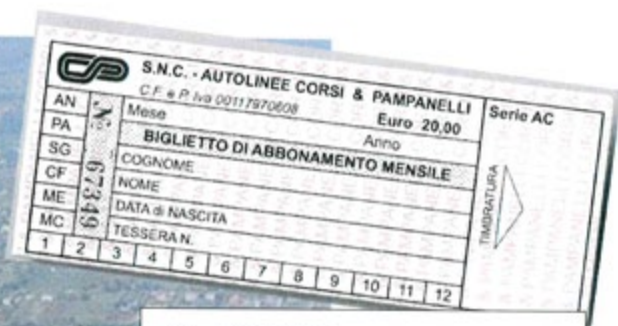 S.N.C. - AUTOLINEE CORSI & PAMPANELLI
C.F. e P. Iva 00117970608
Euro 20,00
Mese
Anno
BIGLIETTO DI ABBONAMENTO MENSILE
COGNOME
NOME
DATA di NASCITA
TESSERA N.
AN
PA
SG
CF
ME
MC
N° 67349
1 2 3 4 5 6 7 8 9 10 11 12
Serie AC
TIMBRATURA